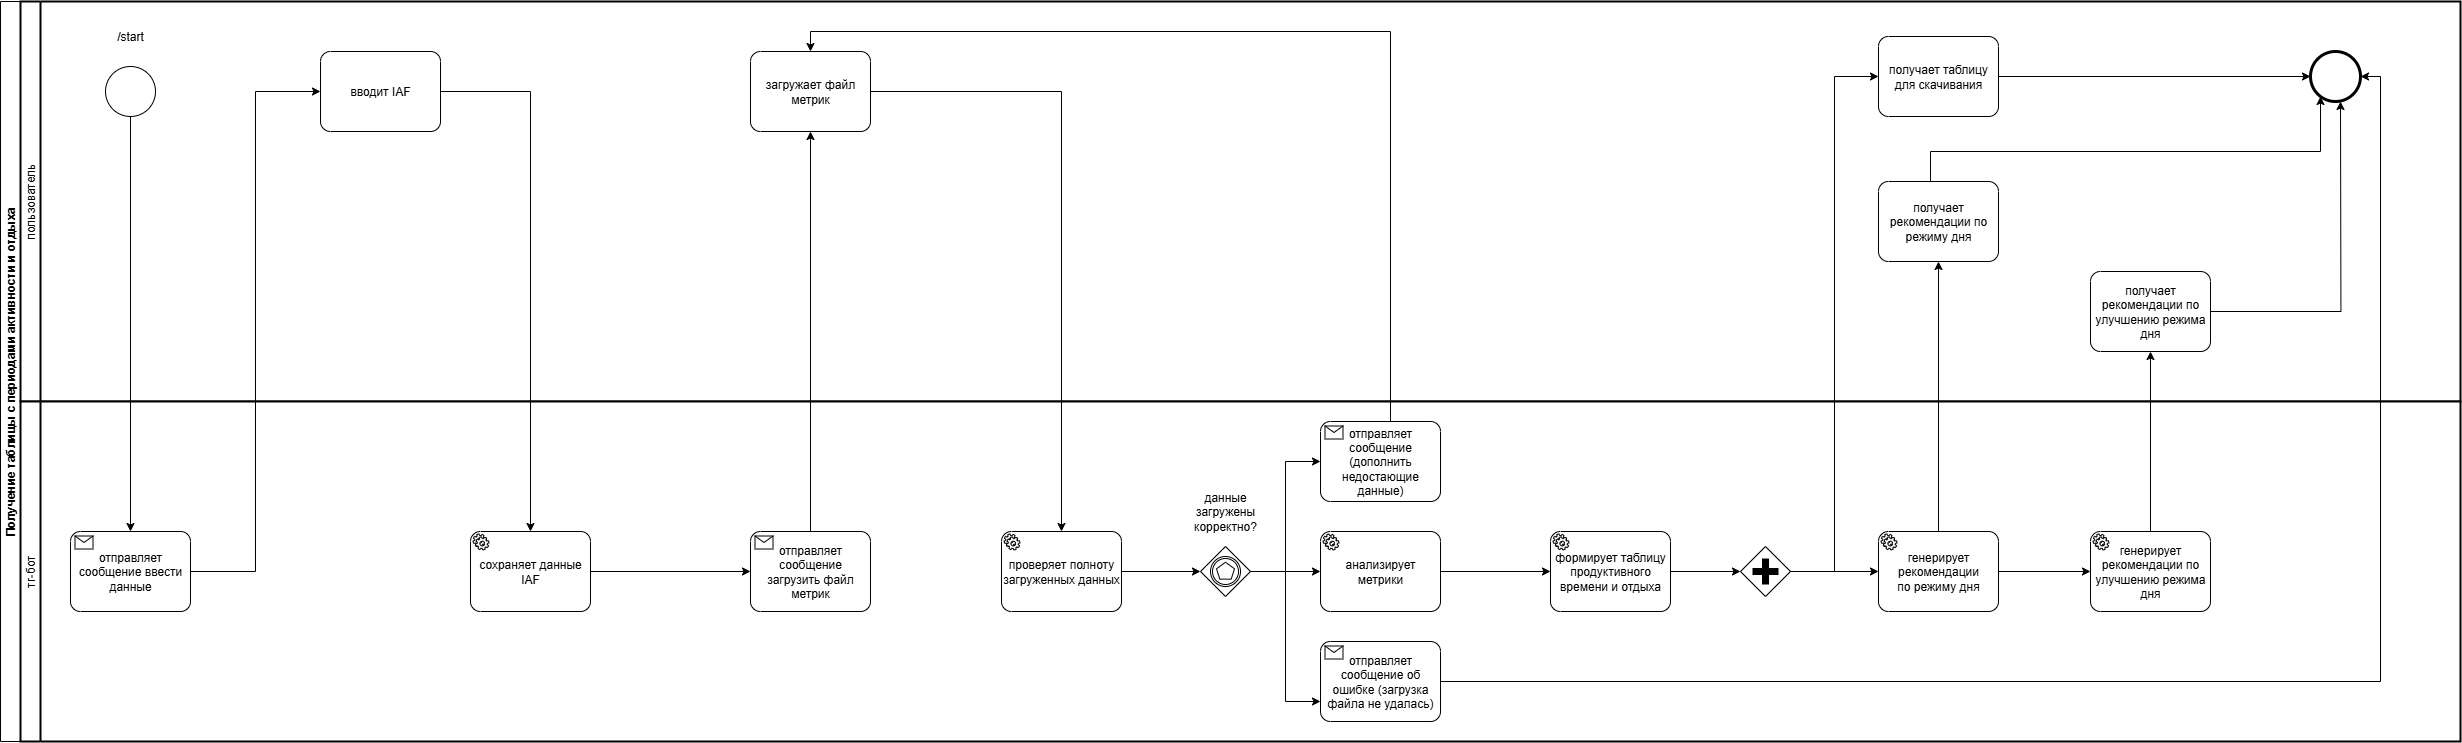 Получение таблицы с периодами активности и отдыха
пользователь
/start
вводит IAF
загружает файл
метрик
получает таблицу
для скачивания
получает
рекомендации по
режиму дня
получает
рекомендации по
улучшению режима
дня
тг-бот
отправляет
сообщение ввести
данные
сохраняет данные
IAF
отправляет
сообщение
загрузить файл
метрик
проверяет полноту
загруженных данных
данные
загружены
корректно?
отправляет
сообщение
(дополнить
недостающие
данные)
анализирует
метрики
отправляет
сообщение об
ошибке (загрузка
файла не удалась)
формирует таблицу
продуктивного
времени и отдыха
генерирует
рекомендации
по режиму дня
генерирует
рекомендации по
улучшению режима
дня